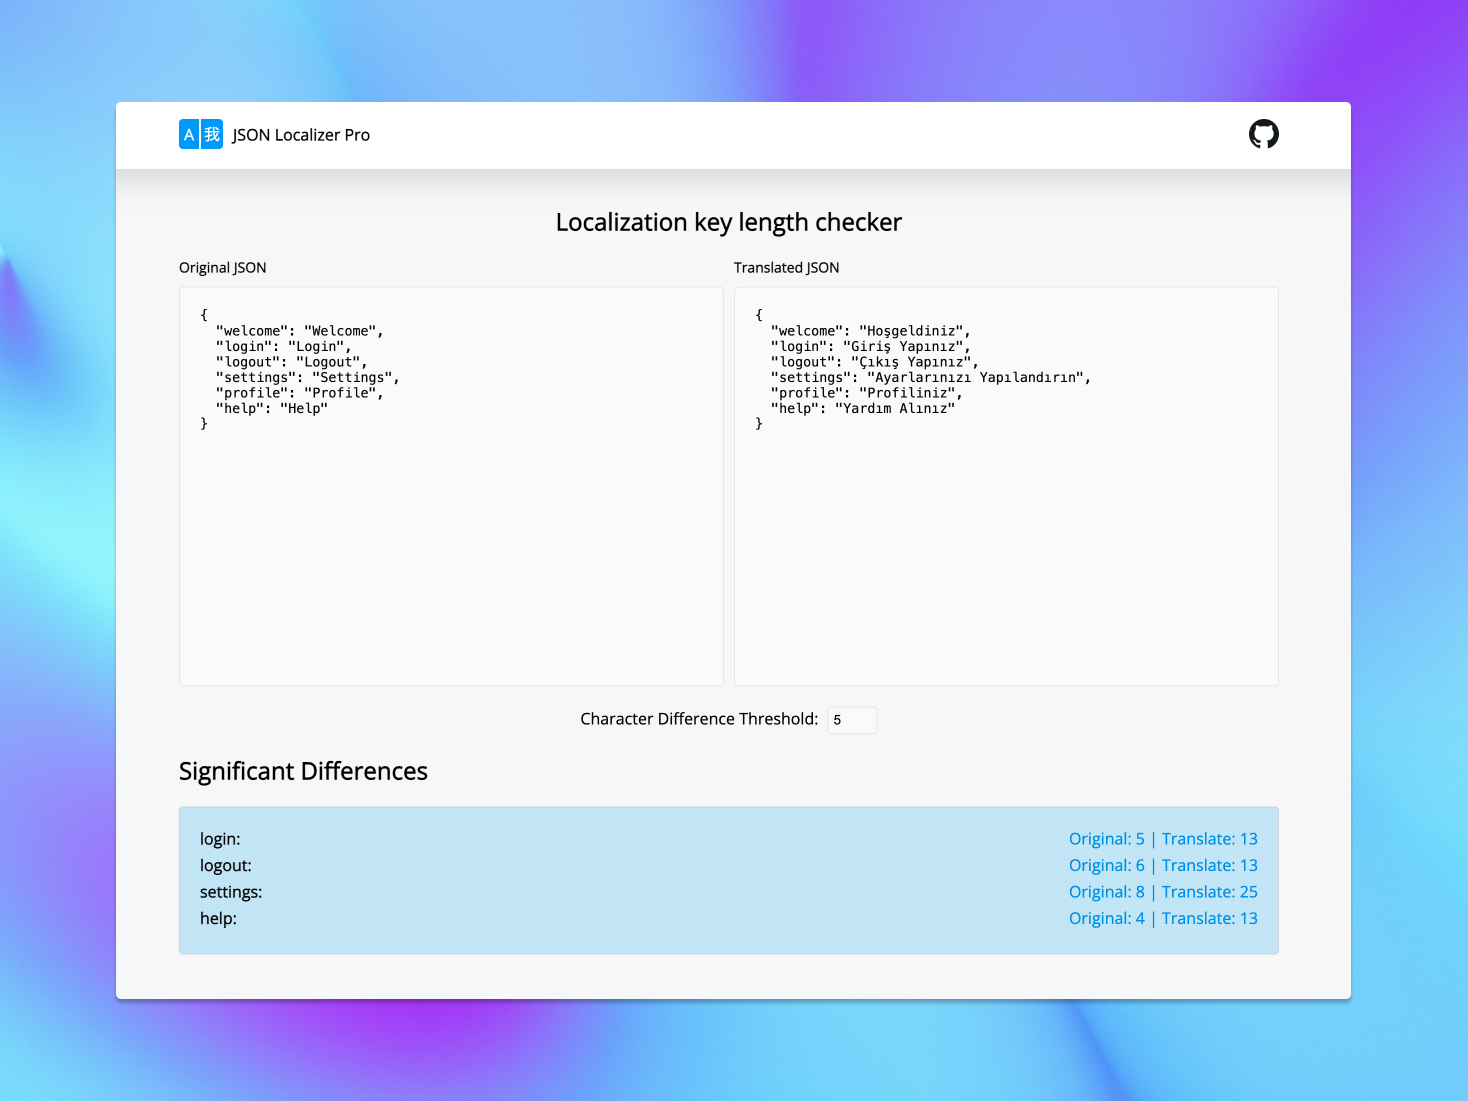 A 我 JSON Localizer Pro
Localization key length checker
Original JSON
{
  "welcome": "Welcome",
  "login": "Login",
  "logout": "Logout",
  "settings": "Settings",
  "profile": "Profile",
  "help": "Help"
}
Translated JSON
{
  "welcome": "Hoşgeldiniz",
  "login": "Giriş Yapınız",
  "logout": "Çıkış Yapınız",
  "settings": "Ayarlarınızı Yapılandırın",
  "profile": "Profiliniz",
  "help": "Yardım Alınız"
}
Character Difference Threshold: 5
Significant Differences
login: Original: 5 | Translate: 13
logout: Original: 6 | Translate: 13
settings: Original: 8 | Translate: 25
help: Original: 4 | Translate: 13